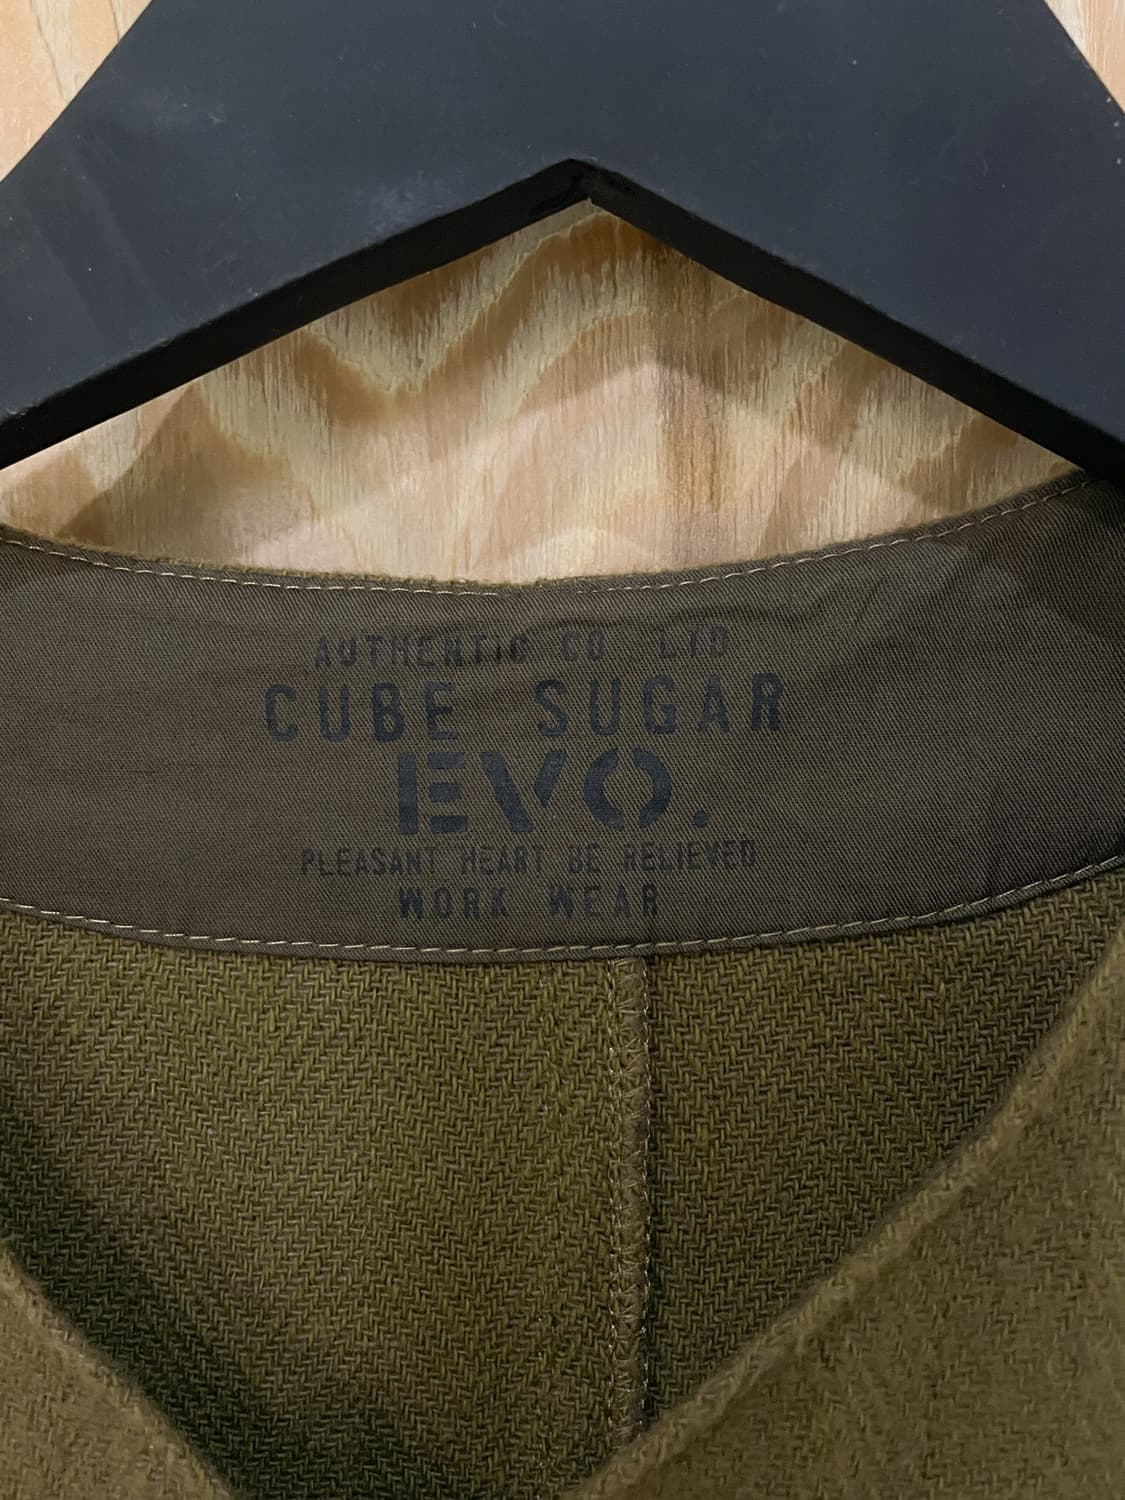 AUTHENTIC CO LTD
CUBE SUGAR
EVO.
PLEASANT HEART BE RELIEVED
WORK WEAR